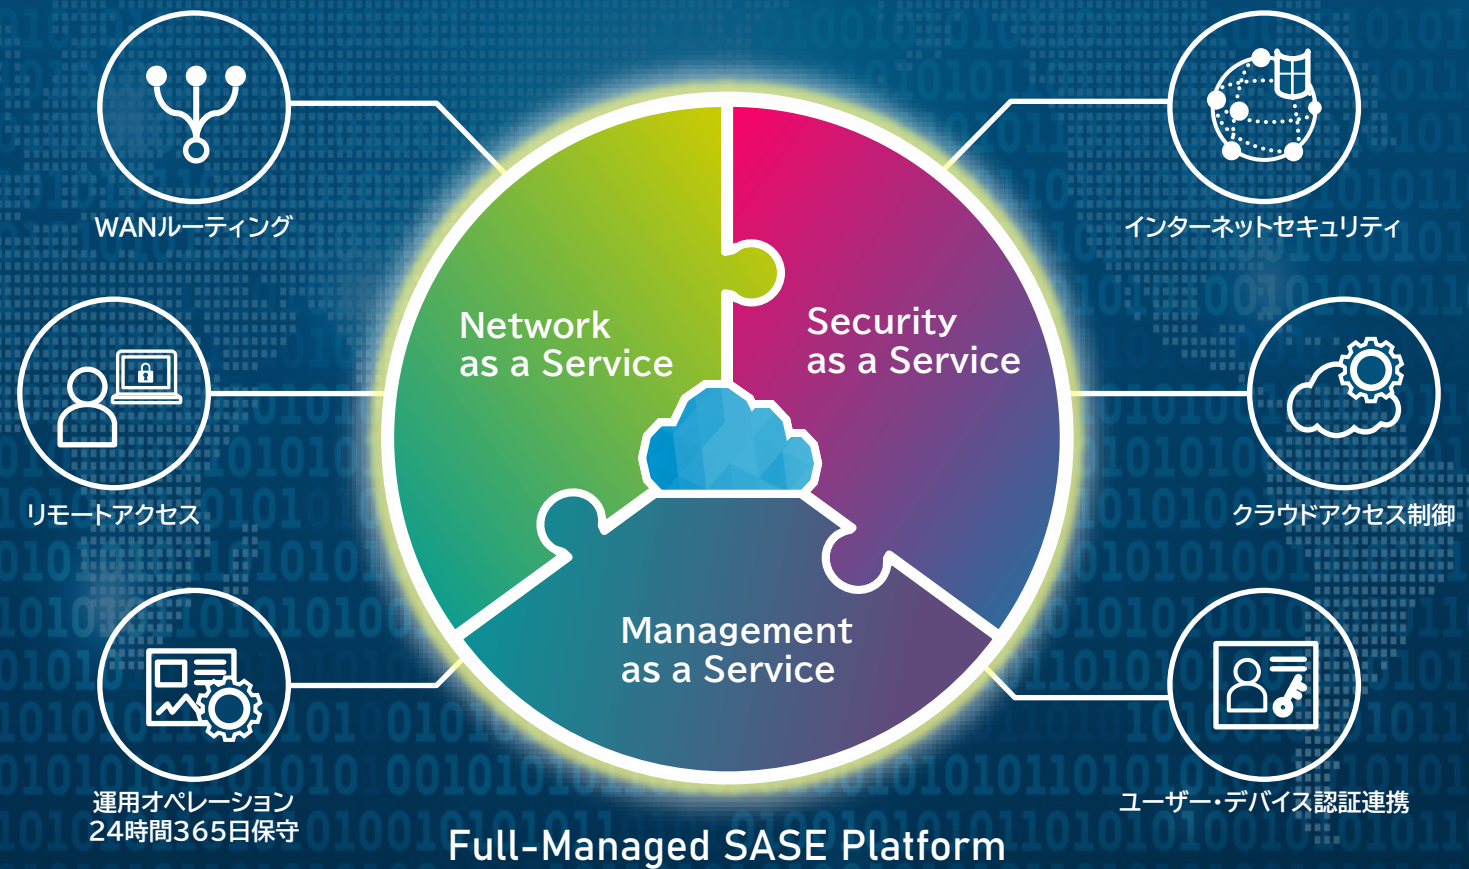 WANルーティング
インターネットセキュリティ
Network
as a Service
Security
as a Service
リモートアクセス
クラウドアクセス制御
Management
as a Service
運用オペレーション
24時間365日保守
ユーザー・デバイス認証連携
Full-Managed SASE Platform